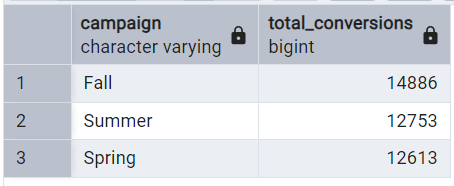 campaign total_conversions
character varying bigint
1 Fall 14886
2 Summer 12753
3 Spring 12613